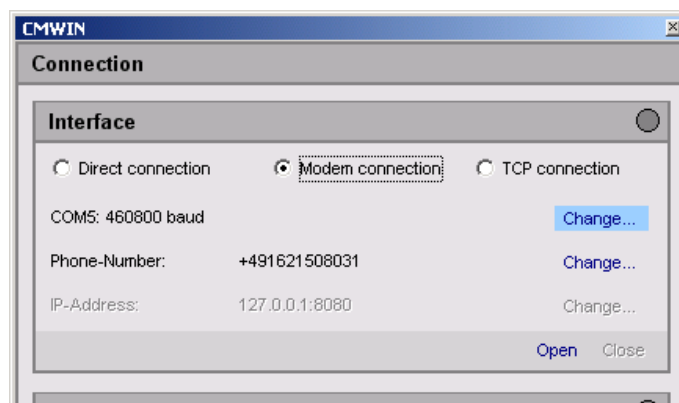 CMWIN
Connection
Interface
Direct connection Modem connection TCP connection
COM5: 460800 baud Change...
Phone-Number: +491621508031 Change...
IP-Address: 127.0.0.1:8080 Change...
Open Close